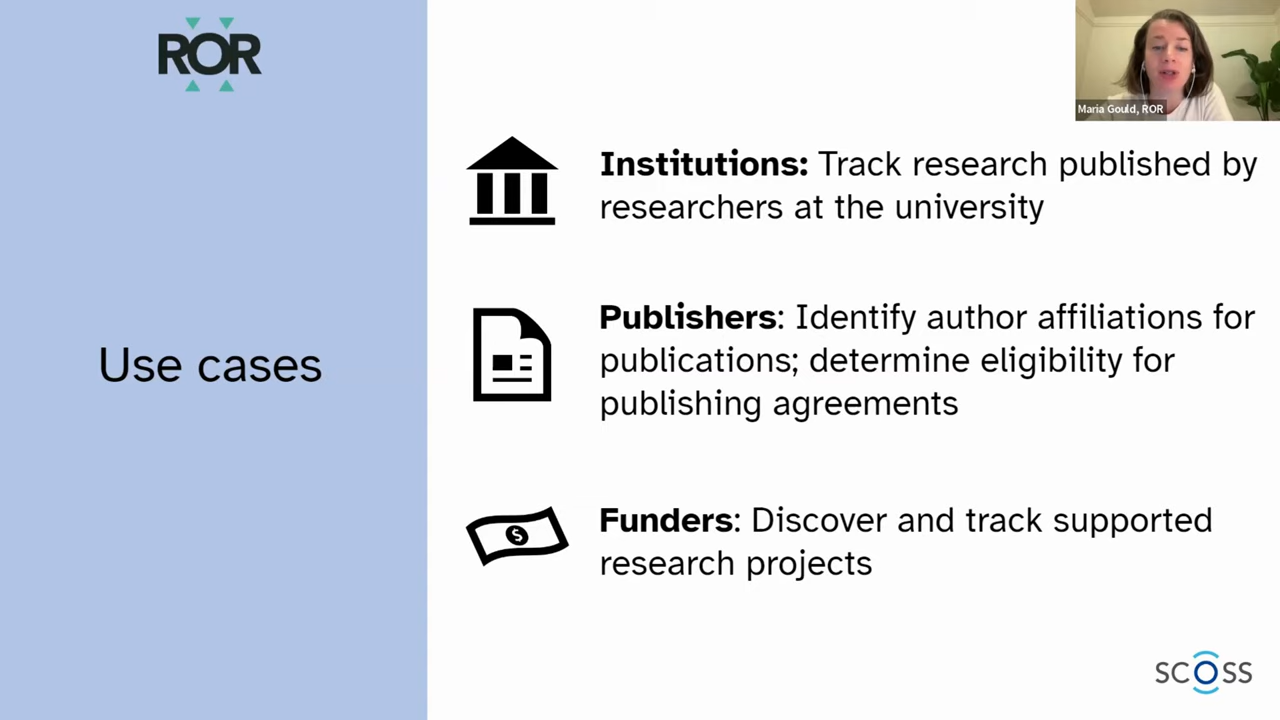 ROR
Maria Gould, ROR
Institutions: Track research published by
researchers at the university
Use cases
Publishers: Identify author affiliations for
publications; determine eligibility for
publishing agreements
$
Funders: Discover and track supported
research projects
SCOSS